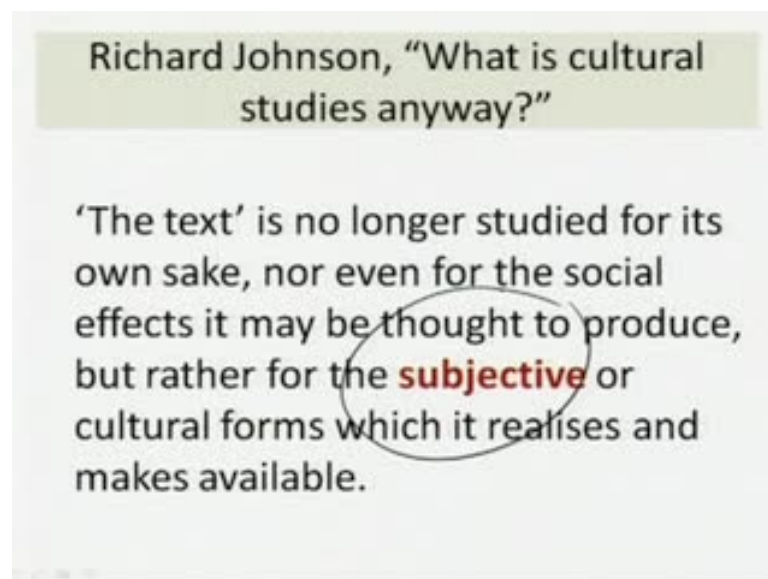 Richard Johnson, “What is cultural
studies anyway?”
‘The text’ is no longer studied for its
own sake, nor even for the social
effects it may be thought to produce,
but rather for the subjective or
cultural forms which it realises and
makes available.